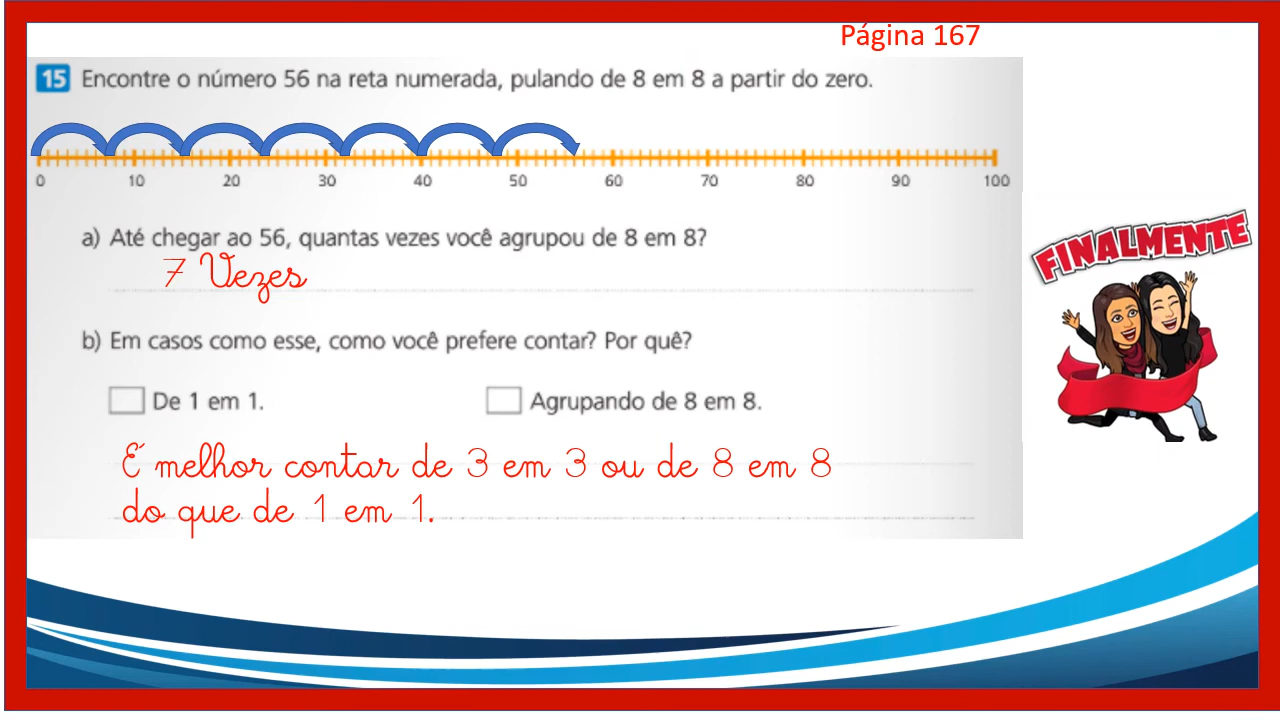 Página 167
15 Encontre o número 56 na reta numerada, pulando de 8 em 8 a partir do zero.
0 10 20 30 40 50 60 70 80 90 100
a) Até chegar ao 56, quantas vezes você agrupou de 8 em 8?
7 Vezes
FINALMENTE
b) Em casos como esse, como você prefere contar? Por quê?
De 1 em 1. Agrupando de 8 em 8.
É melhor contar de 3 em 3 ou de 8 em 8
do que de 1 em 1.